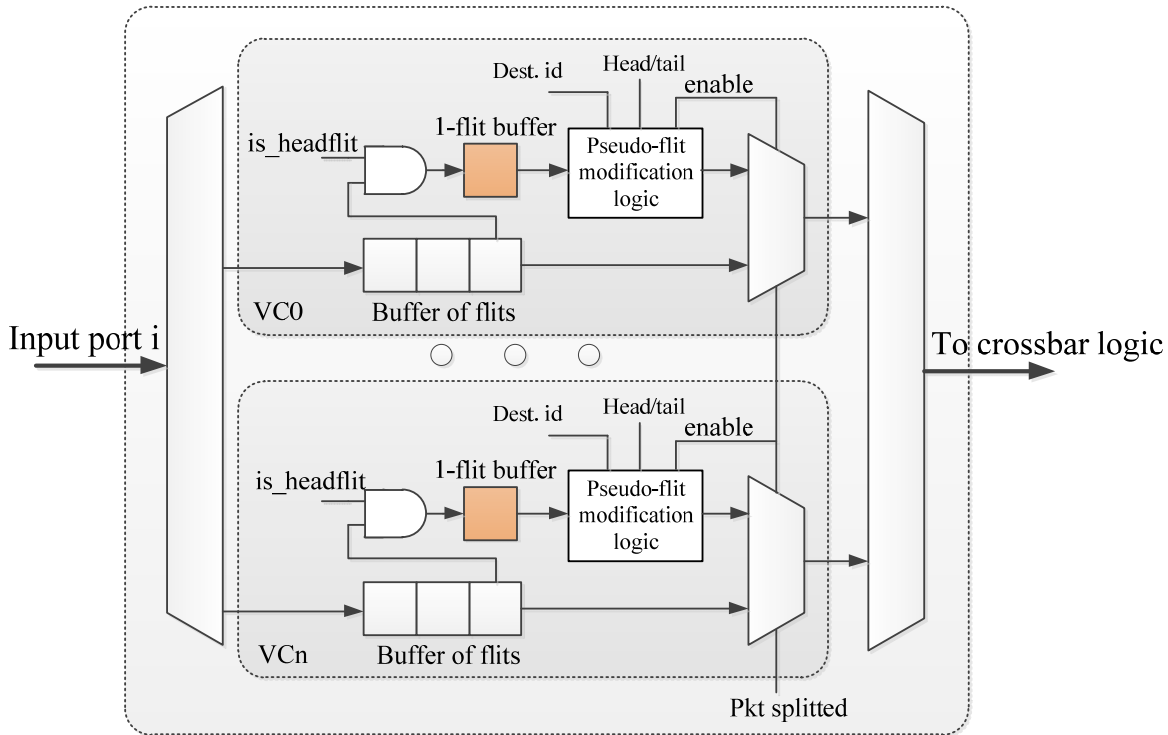 Dest. id
Head/tail
enable
is_headflit
1-flit buffer
Pseudo-flit
modification
logic
VC0
Buffer of flits
Input port i
To crossbar logic
Dest. id
Head/tail
enable
is_headflit
1-flit buffer
Pseudo-flit
modification
logic
VCn
Buffer of flits
Pkt splitted